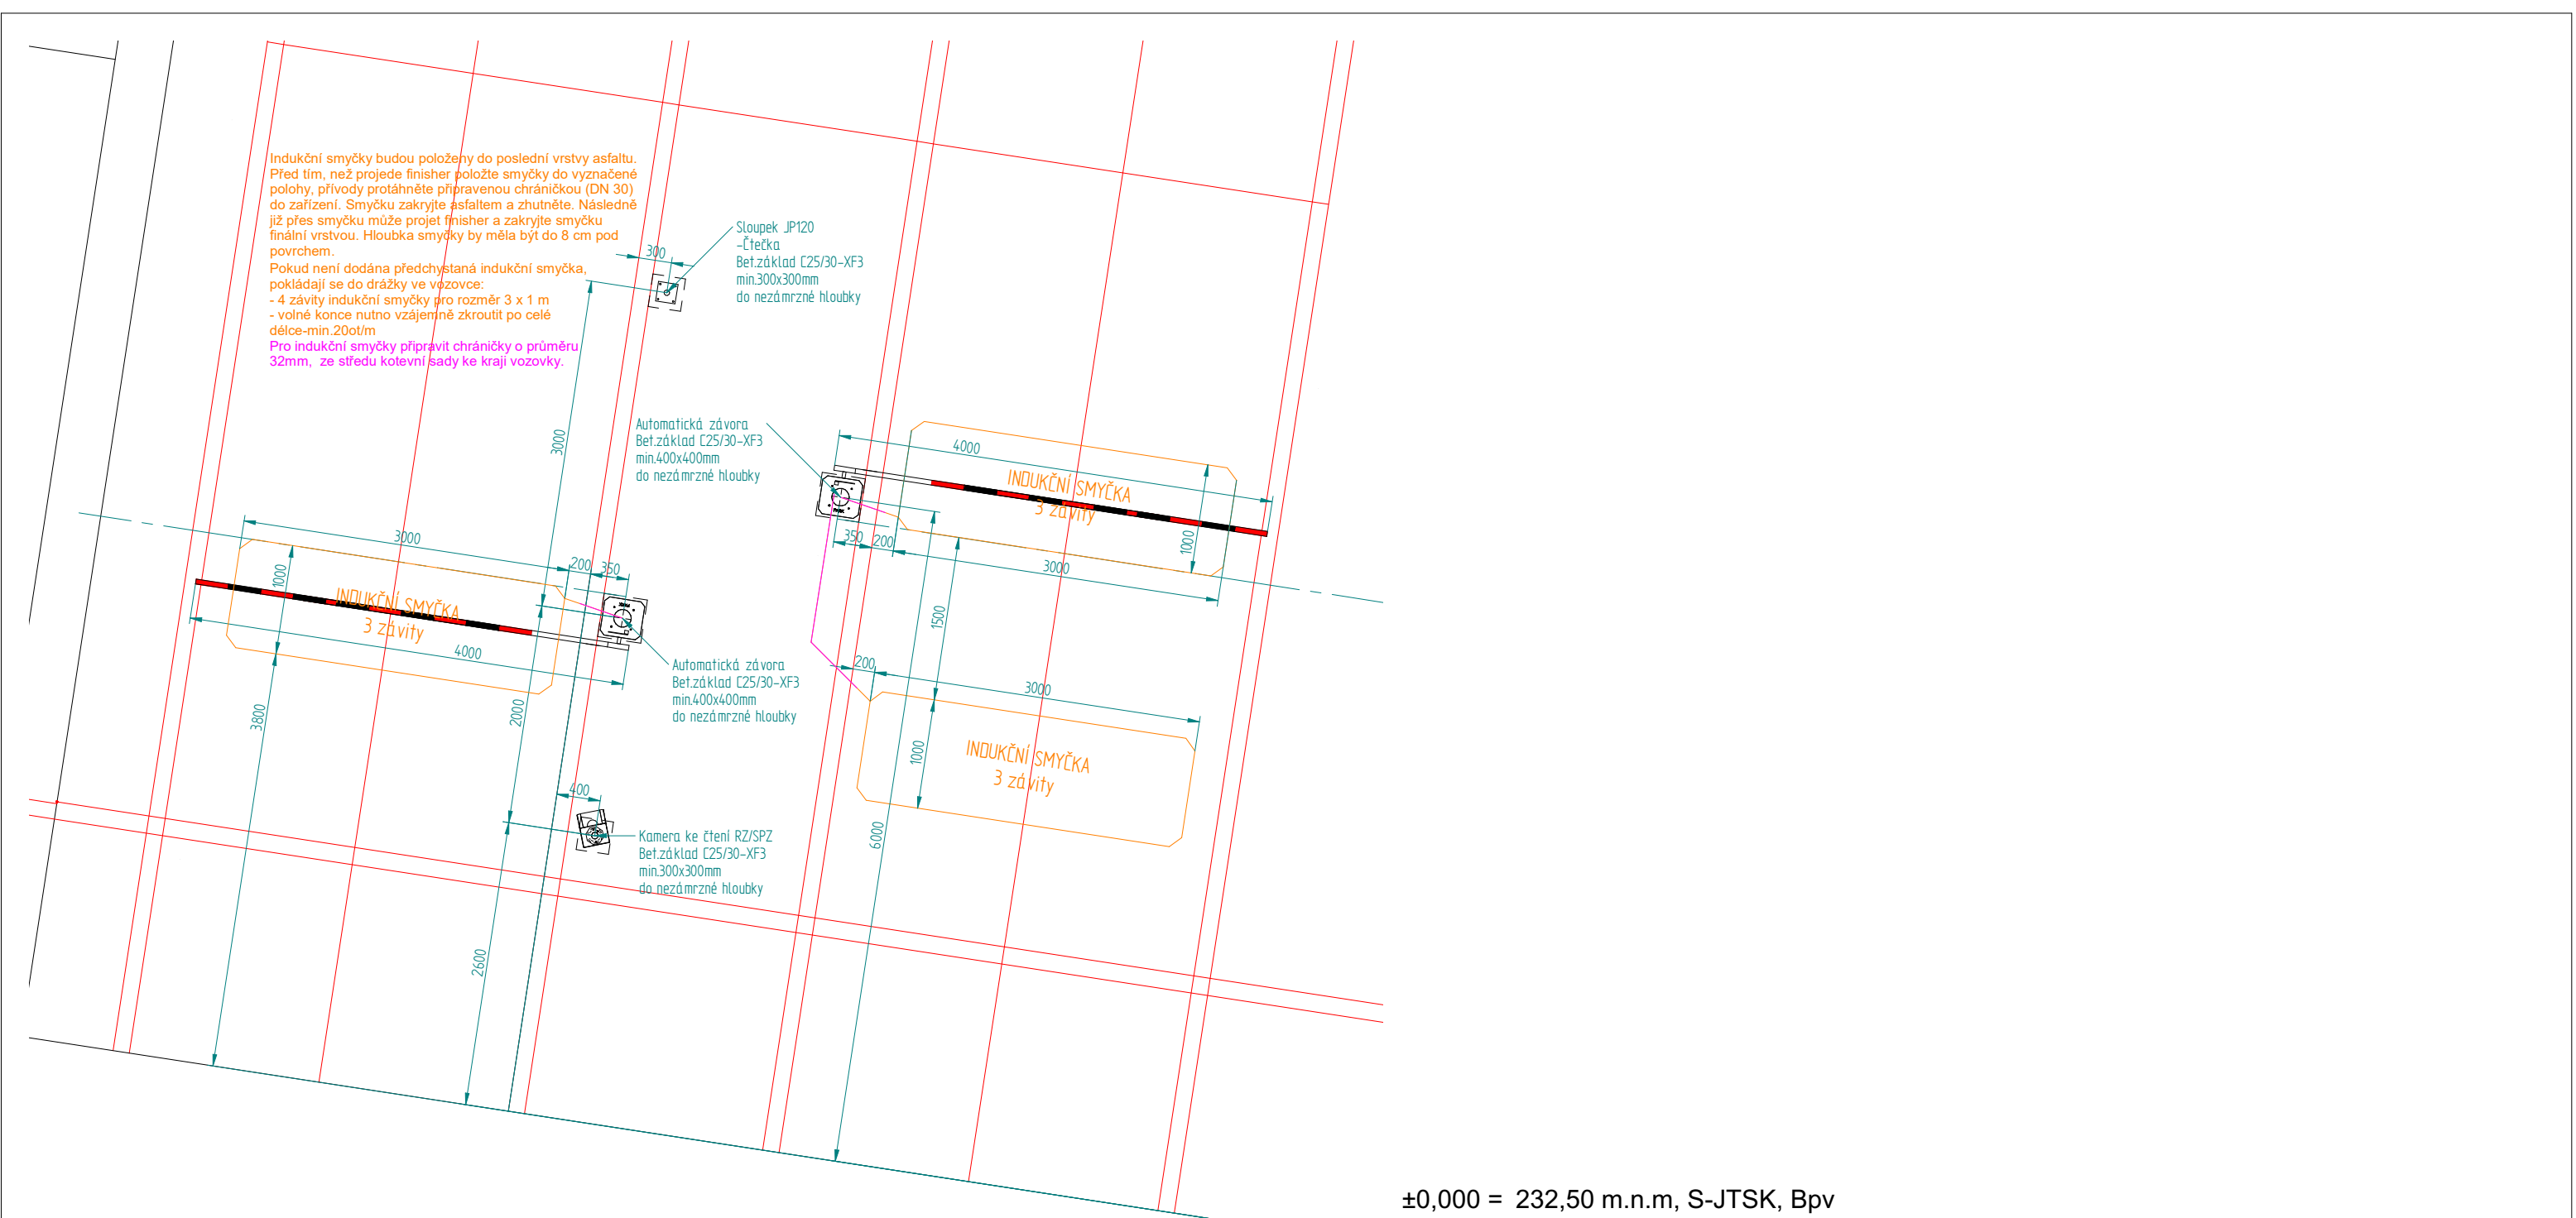 Indukční smyčky budou položeny do poslední vrstvy asfaltu.
Před tím, než projede finisher položte smyčky do vyznačené
polohy, přívody protáhněte připravenou chráničkou (DN 30)
do zařízení. Smyčku zakryjte asfaltem a zhutněte. Následně
již přes smyčku může projet finisher a zakryjte smyčku
finální vrstvou. Hloubka smyčky by měla být do 8 cm pod
povrchem.
Pokud není dodána předchystaná indukční smyčka,
pokládají se do drážky ve vozovce:
- 4 závity indukční smyčky pro rozměr 3 x 1 m
- volné konce nutno vzájemně zkroutit po celé
délce-min.20ot/m
Pro indukční smyčky připravit chráničky o průměru
32mm, ze středu kotevní sady ke kraji vozovky.
300
Sloupek JP120
-Čtečka
Bet.základ C25/30-XF3
min.300x300mm
do nezámrzné hloubky
3000
Automatická závora
Bet.základ C25/30-XF3
min.400x400mm
do nezámrzné hloubky
4000
INDUKČNÍ SMYČKA
3 závity
1000
350
200
3000
3000
200
350
1000
INDUKČNÍ SMYČKA
3 závity
4000
1500
Automatická závora
Bet.základ C25/30-XF3
min.400x400mm
do nezámrzné hloubky
200
3000
3800
2000
1000
INDUKČNÍ SMYČKA
3 závity
400
Kamera ke čtení RZ/SPZ
Bet.základ C25/30-XF3
min.300x300mm
do nezámrzné hloubky
6000
2600
±0,000 = 232,50 m.n.m, S-JTSK, Bpv